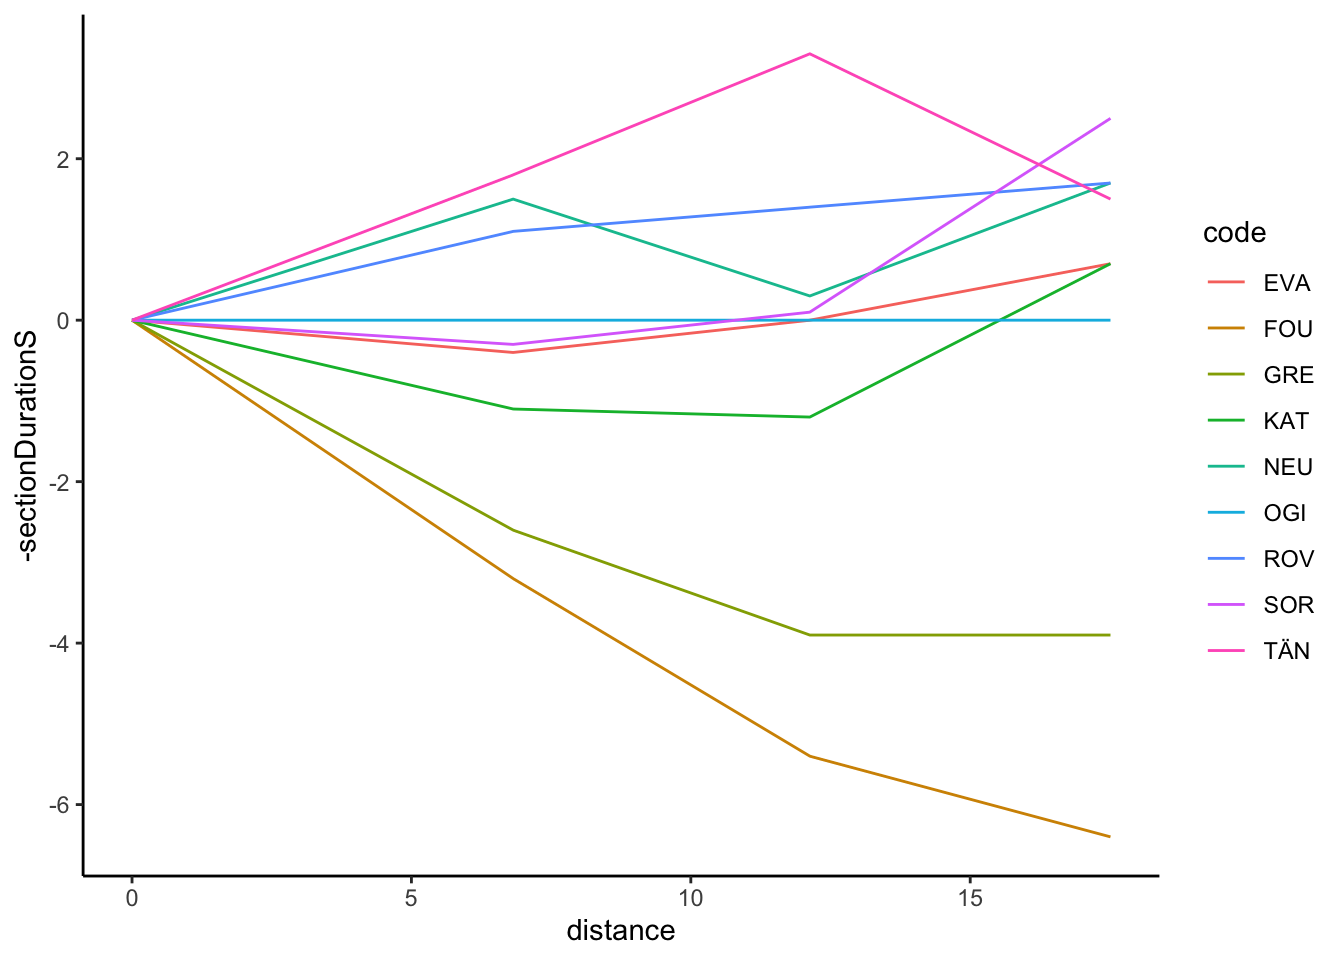 2
0
-2
-4
-6
-sectionDurationS
0 5 10 15
distance
code
EVA
FOU
GRE
KAT
NEU
OGI
ROV
SOR
TÄN